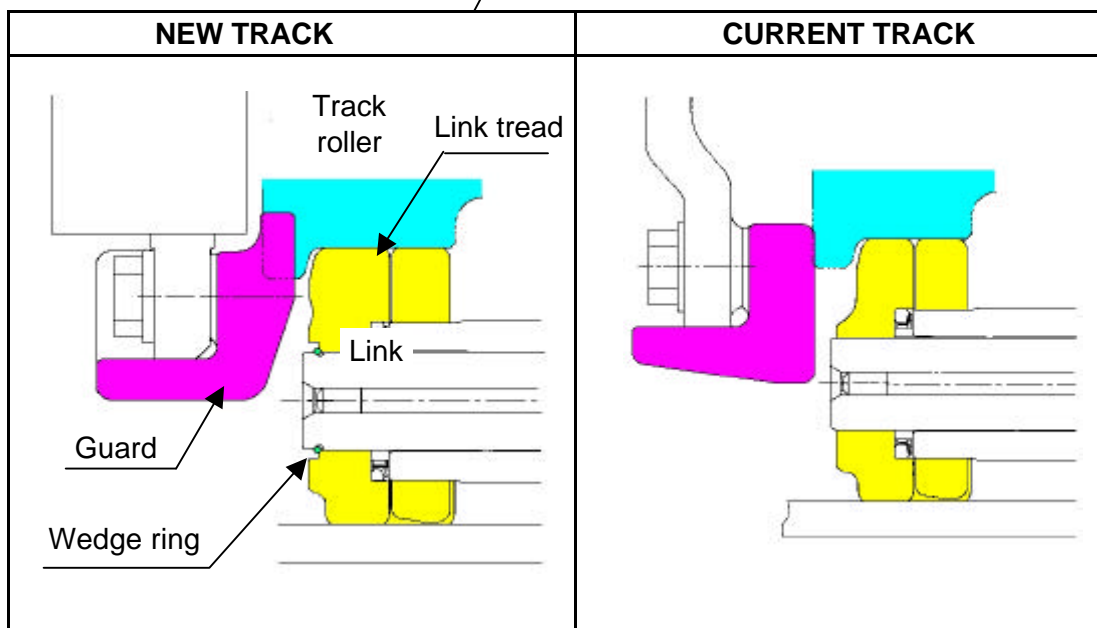 NEW TRACK
CURRENT TRACK
Track
roller
Link tread
Link
Guard
Wedge ring